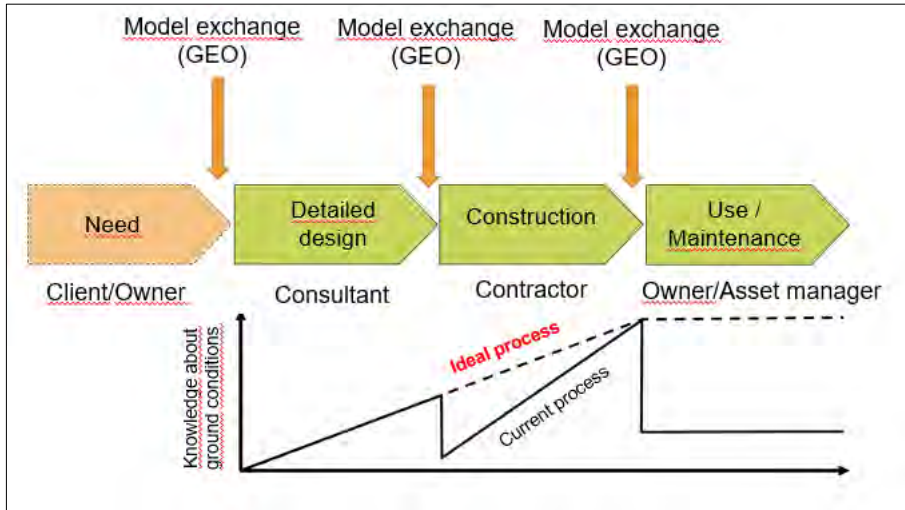 Model exchange
(GEO)
Model exchange
(GEO)
Model exchange
(GEO)
Need
Detailed
design
Construction
Use /
Maintenance
Client/Owner
Consultant
Contractor
Owner/Asset manager
Knowledge about
ground conditions
Ideal process
Current process